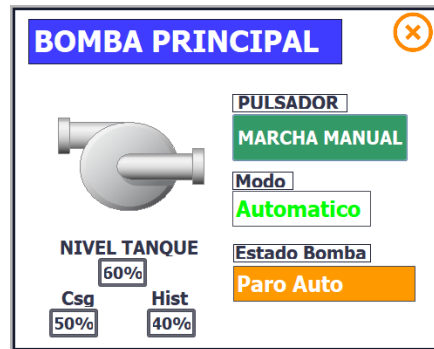 BOMBA PRINCIPAL
PULSADOR
MARCHA MANUAL
Modo
Automatico
NIVEL TANQUE
60%
Estado Bomba
Paro Auto
Csg Hist
50% 40%